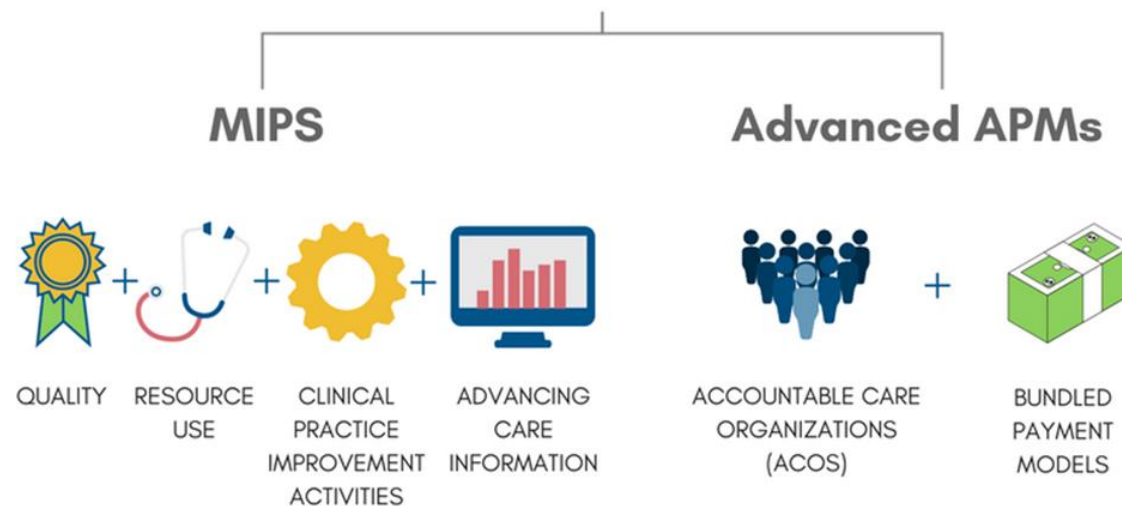 MIPS
Advanced APMs
QUALITY
RESOURCE
USE
CLINICAL
PRACTICE
IMPROVEMENT
ACTIVITIES
ADVANCING
CARE
INFORMATION
ACCOUNTABLE CARE
ORGANIZATIONS
(ACOS)
BUNDLED
PAYMENT
MODELS